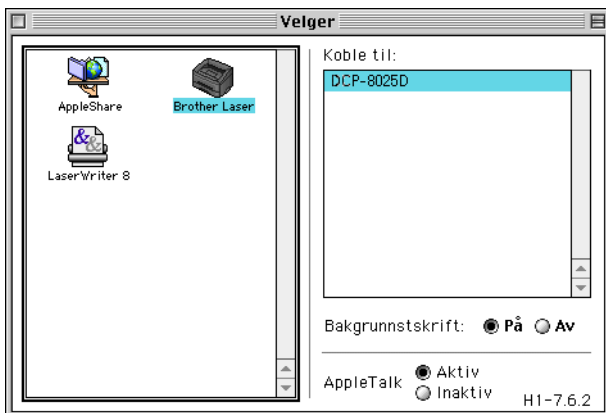 Velger
AppleShare
Brother Laser
LaserWriter 8
Koble til:
DCP-8025D
Bakgrunnstskrift: På Av
AppleTalk Aktiv
Inaktiv
H1-7.6.2